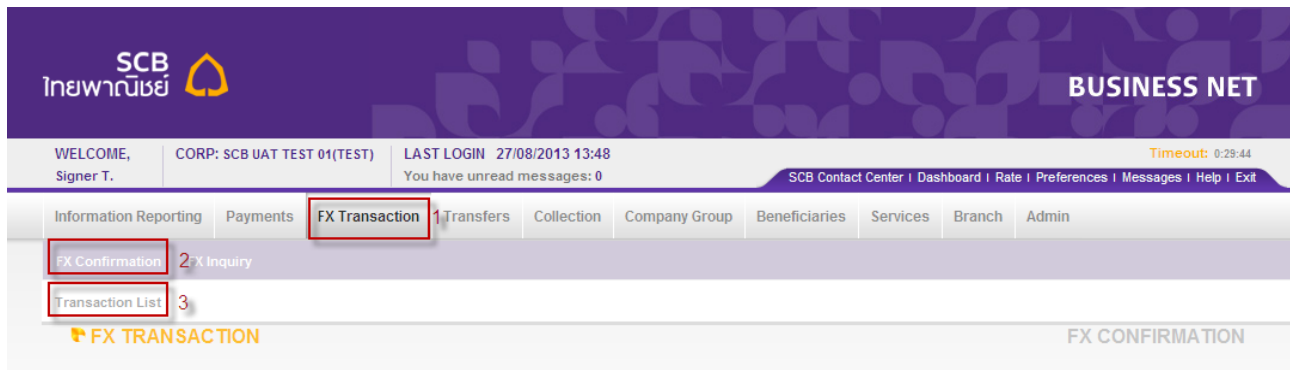 SCB
ไทยพาณิชย์
BUSINESS NET
WELCOME, CORP: SCB UAT TEST 01(TEST) LAST LOGIN 27/08/2013 13:48 Timeout: 0:29:44
Signer T. You have unread messages: 0 SCB Contact Center I Dashboard I Rate I Preferences I Messages I Help I Exit
Information Reporting Payments FX Transaction 1 Transfers Collection Company Group Beneficiaries Services Branch Admin
FX Confirmation 2 FX Inquiry
Transaction List 3
FX TRANSACTION FX CONFIRMATION